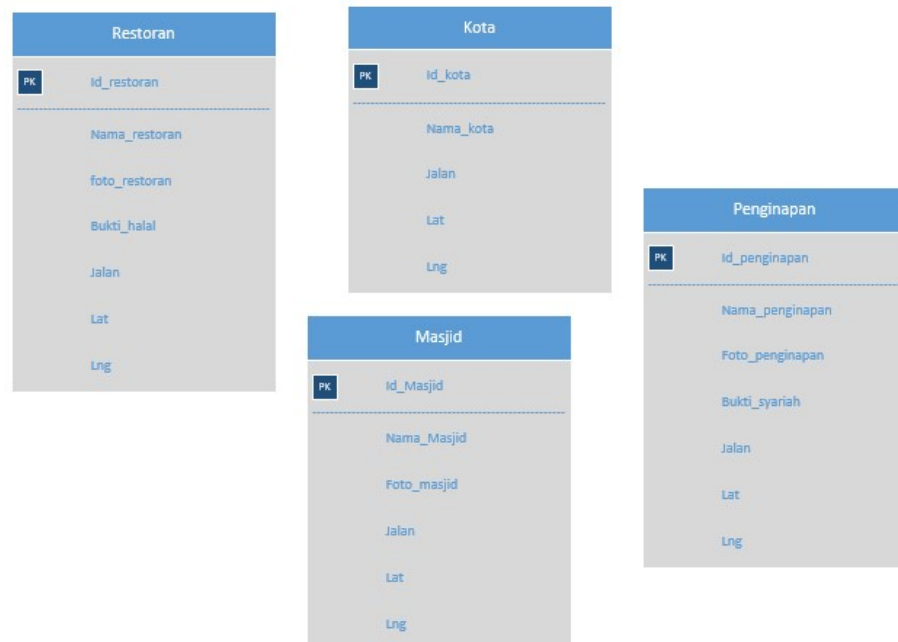 Restoran
PK Id_restoran
Nama_restoran
foto_restoran
Bukti_halal
Jalan
Lat
Lng
Kota
PK Id_kota
Nama_kota
Jalan
Lat
Lng
Masjid
PK Id_Masjid
Nama_Masjid
Foto_masjid
Jalan
Lat
Lng
Penginapan
PK Id_penginapan
Nama_penginapan
Foto_penginapan
Bukti_syariah
Jalan
Lat
Lng